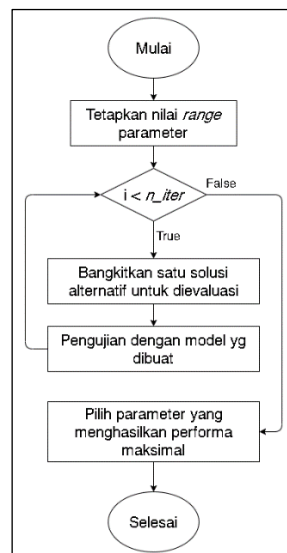 Mulai
Tetapkan nilai range
parameter
i < n_iter
False
True
Bangkitkan satu solusi
alternatif untuk dievaluasi
Pengujian dengan model yg
dibuat
Pilih parameter yang
menghasilkan performa
maksimal
Selesai